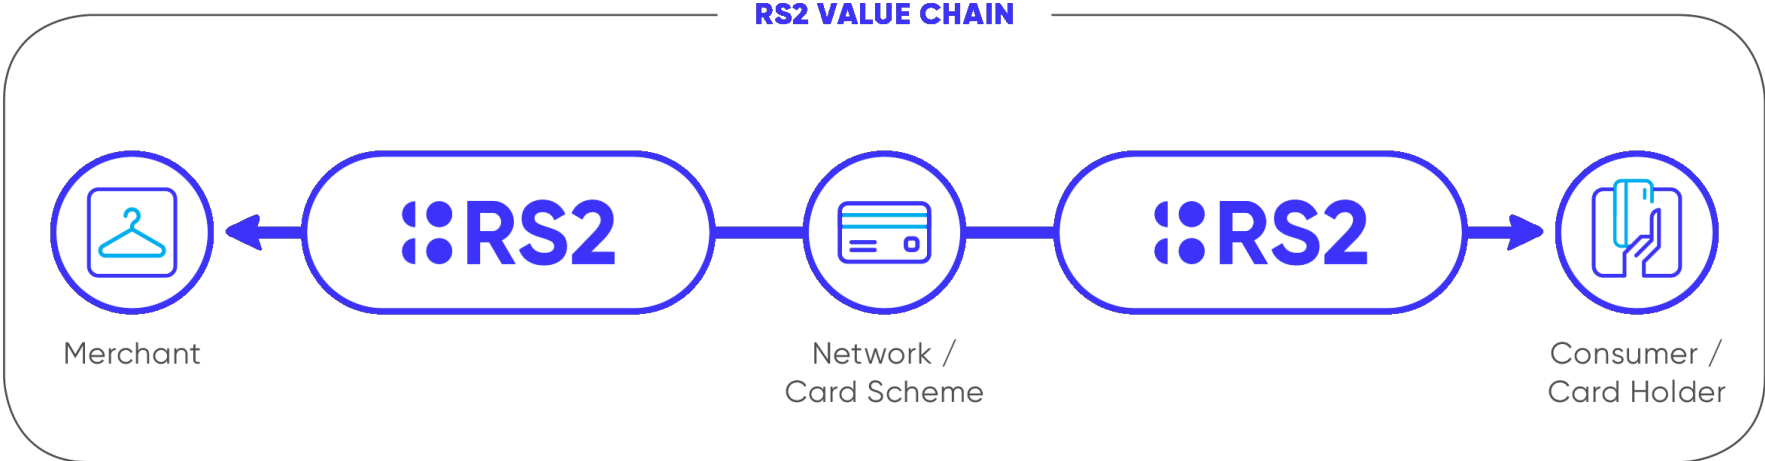 RS2 VALUE CHAIN
RS2
RS2
Merchant
Network /
Card Scheme
Consumer /
Card Holder